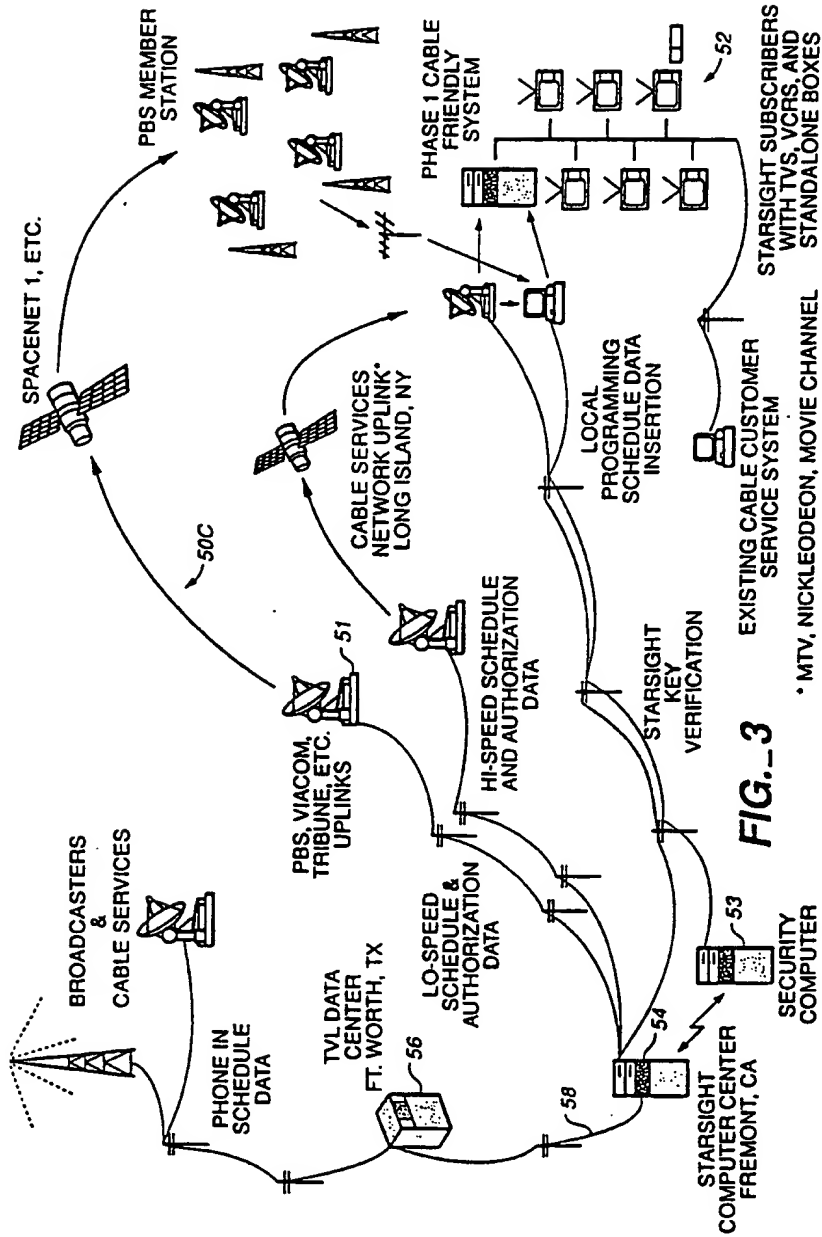 SPACENET 1, ETC.
PBS MEMBER
STATION
50C
BROADCASTERS
&
CABLE SERVICES
PHONE IN
SCHEDULE
DATA
PBS, VIACOM,
TRIBUNE, ETC.
UPLINKS
51
CABLE SERVICES
NETWORK UPLINK*
LONG ISLAND, NY
PHASE 1 CABLE
FRIENDLY
SYSTEM
52
TVL DATA
CENTER
FT. WORTH, TX
56
LO-SPEED
SCHEDULE &
AUTHORIZATION
DATA
HI-SPEED SCHEDULE
AND AUTHORIZATION
DATA
LOCAL
PROGRAMMING
SCHEDULE DATA
INSERTION
58
54
STARSIGHT
COMPUTER CENTER
FREMONT, CA
53
SECURITY
COMPUTER
STARSIGHT
KEY
VERIFICATION
EXISTING CABLE CUSTOMER
SERVICE SYSTEM
STARSIGHT SUBSCRIBERS
WITH TVS, VCRS, AND
STANDALONE BOXES
* MTV, NICKLEODEON, MOVIE CHANNEL
FIG._3